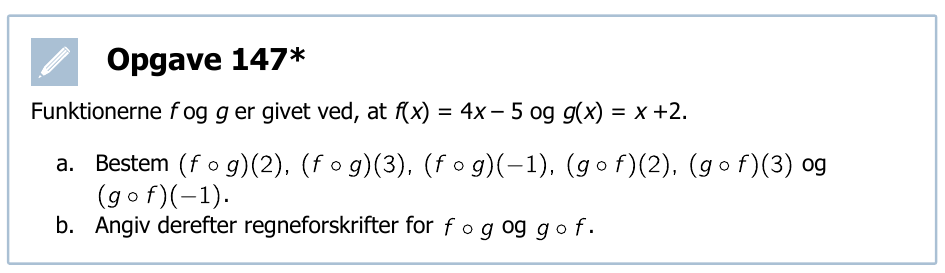 Opgave 147*
Funktionerne f og g er givet ved, at f(x) = 4x – 5 og g(x) = x +2.
a. Bestem (f ∘ g)(2), (f ∘ g)(3), (f ∘ g)(−1), (g ∘ f)(2), (g ∘ f)(3) og
(g ∘ f)(−1).
b. Angiv derefter regneforskrifter for f ∘ g og g ∘ f.